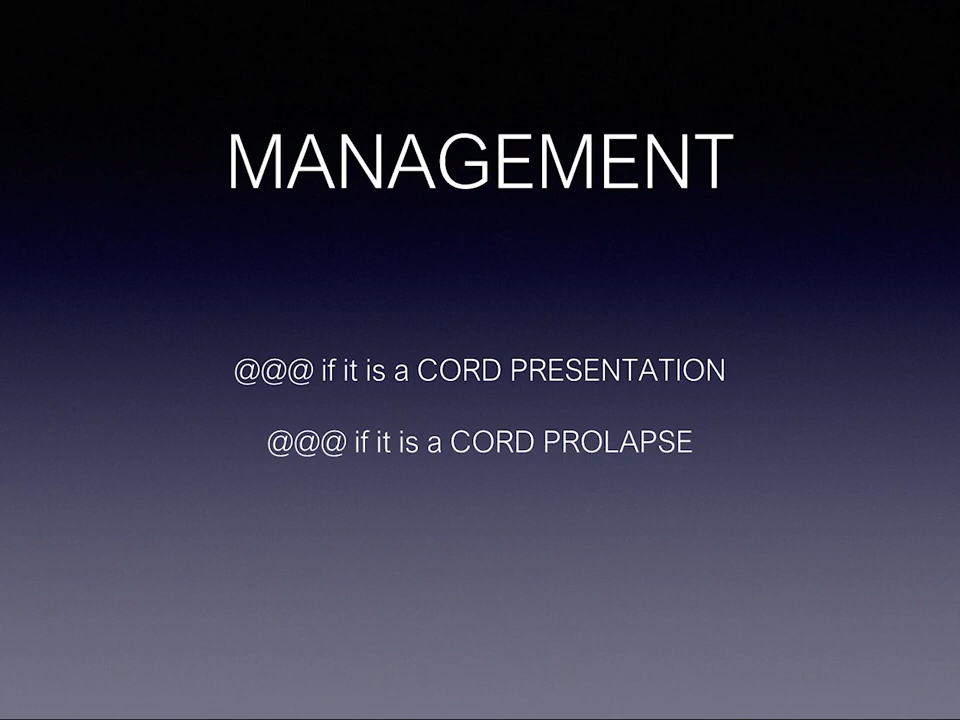 MANAGEMENT
@@@ if it is a CORD PRESENTATION
@@@ if it is a CORD PROLAPSE